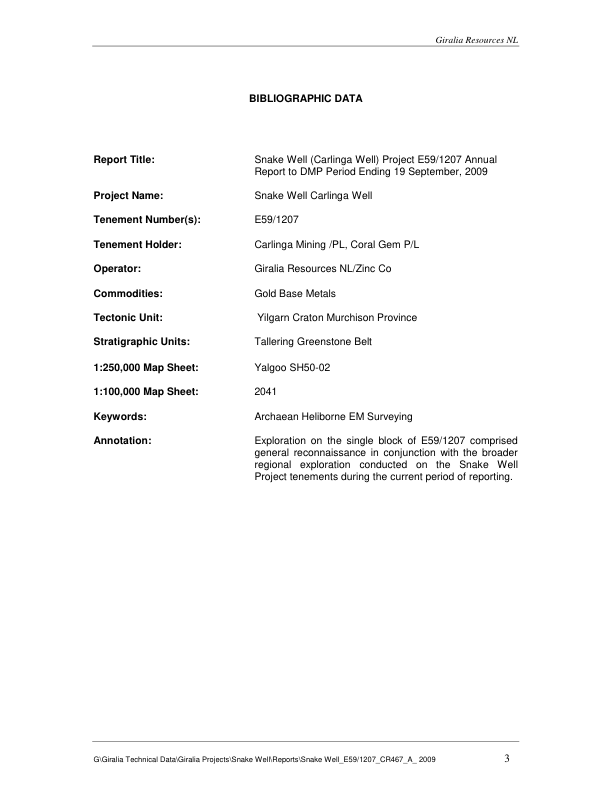 Giralia Resources NL
BIBLIOGRAPHIC DATA
Report Title: Snake Well (Carlinga Well) Project E59/1207 Annual
Report to DMP Period Ending 19 September, 2009
Project Name: Snake Well Carlinga Well
Tenement Number(s): E59/1207
Tenement Holder: Carlinga Mining /PL, Coral Gem P/L
Operator: Giralia Resources NL/Zinc Co
Commodities: Gold Base Metals
Tectonic Unit: Yilgarn Craton Murchison Province
Stratigraphic Units: Tallering Greenstone Belt
1:250,000 Map Sheet: Yalgoo SH50-02
1:100,000 Map Sheet: 2041
Keywords: Archaean Heliborne EM Surveying
Annotation: Exploration on the single block of E59/1207 comprised
general reconnaissance in conjunction with the broader
regional exploration conducted on the Snake Well
Project tenements during the current period of reporting.
G\Giralia Technical Data\Giralia Projects\Snake Well\Reports\Snake Well_E59/1207_CR467_A_ 2009 3